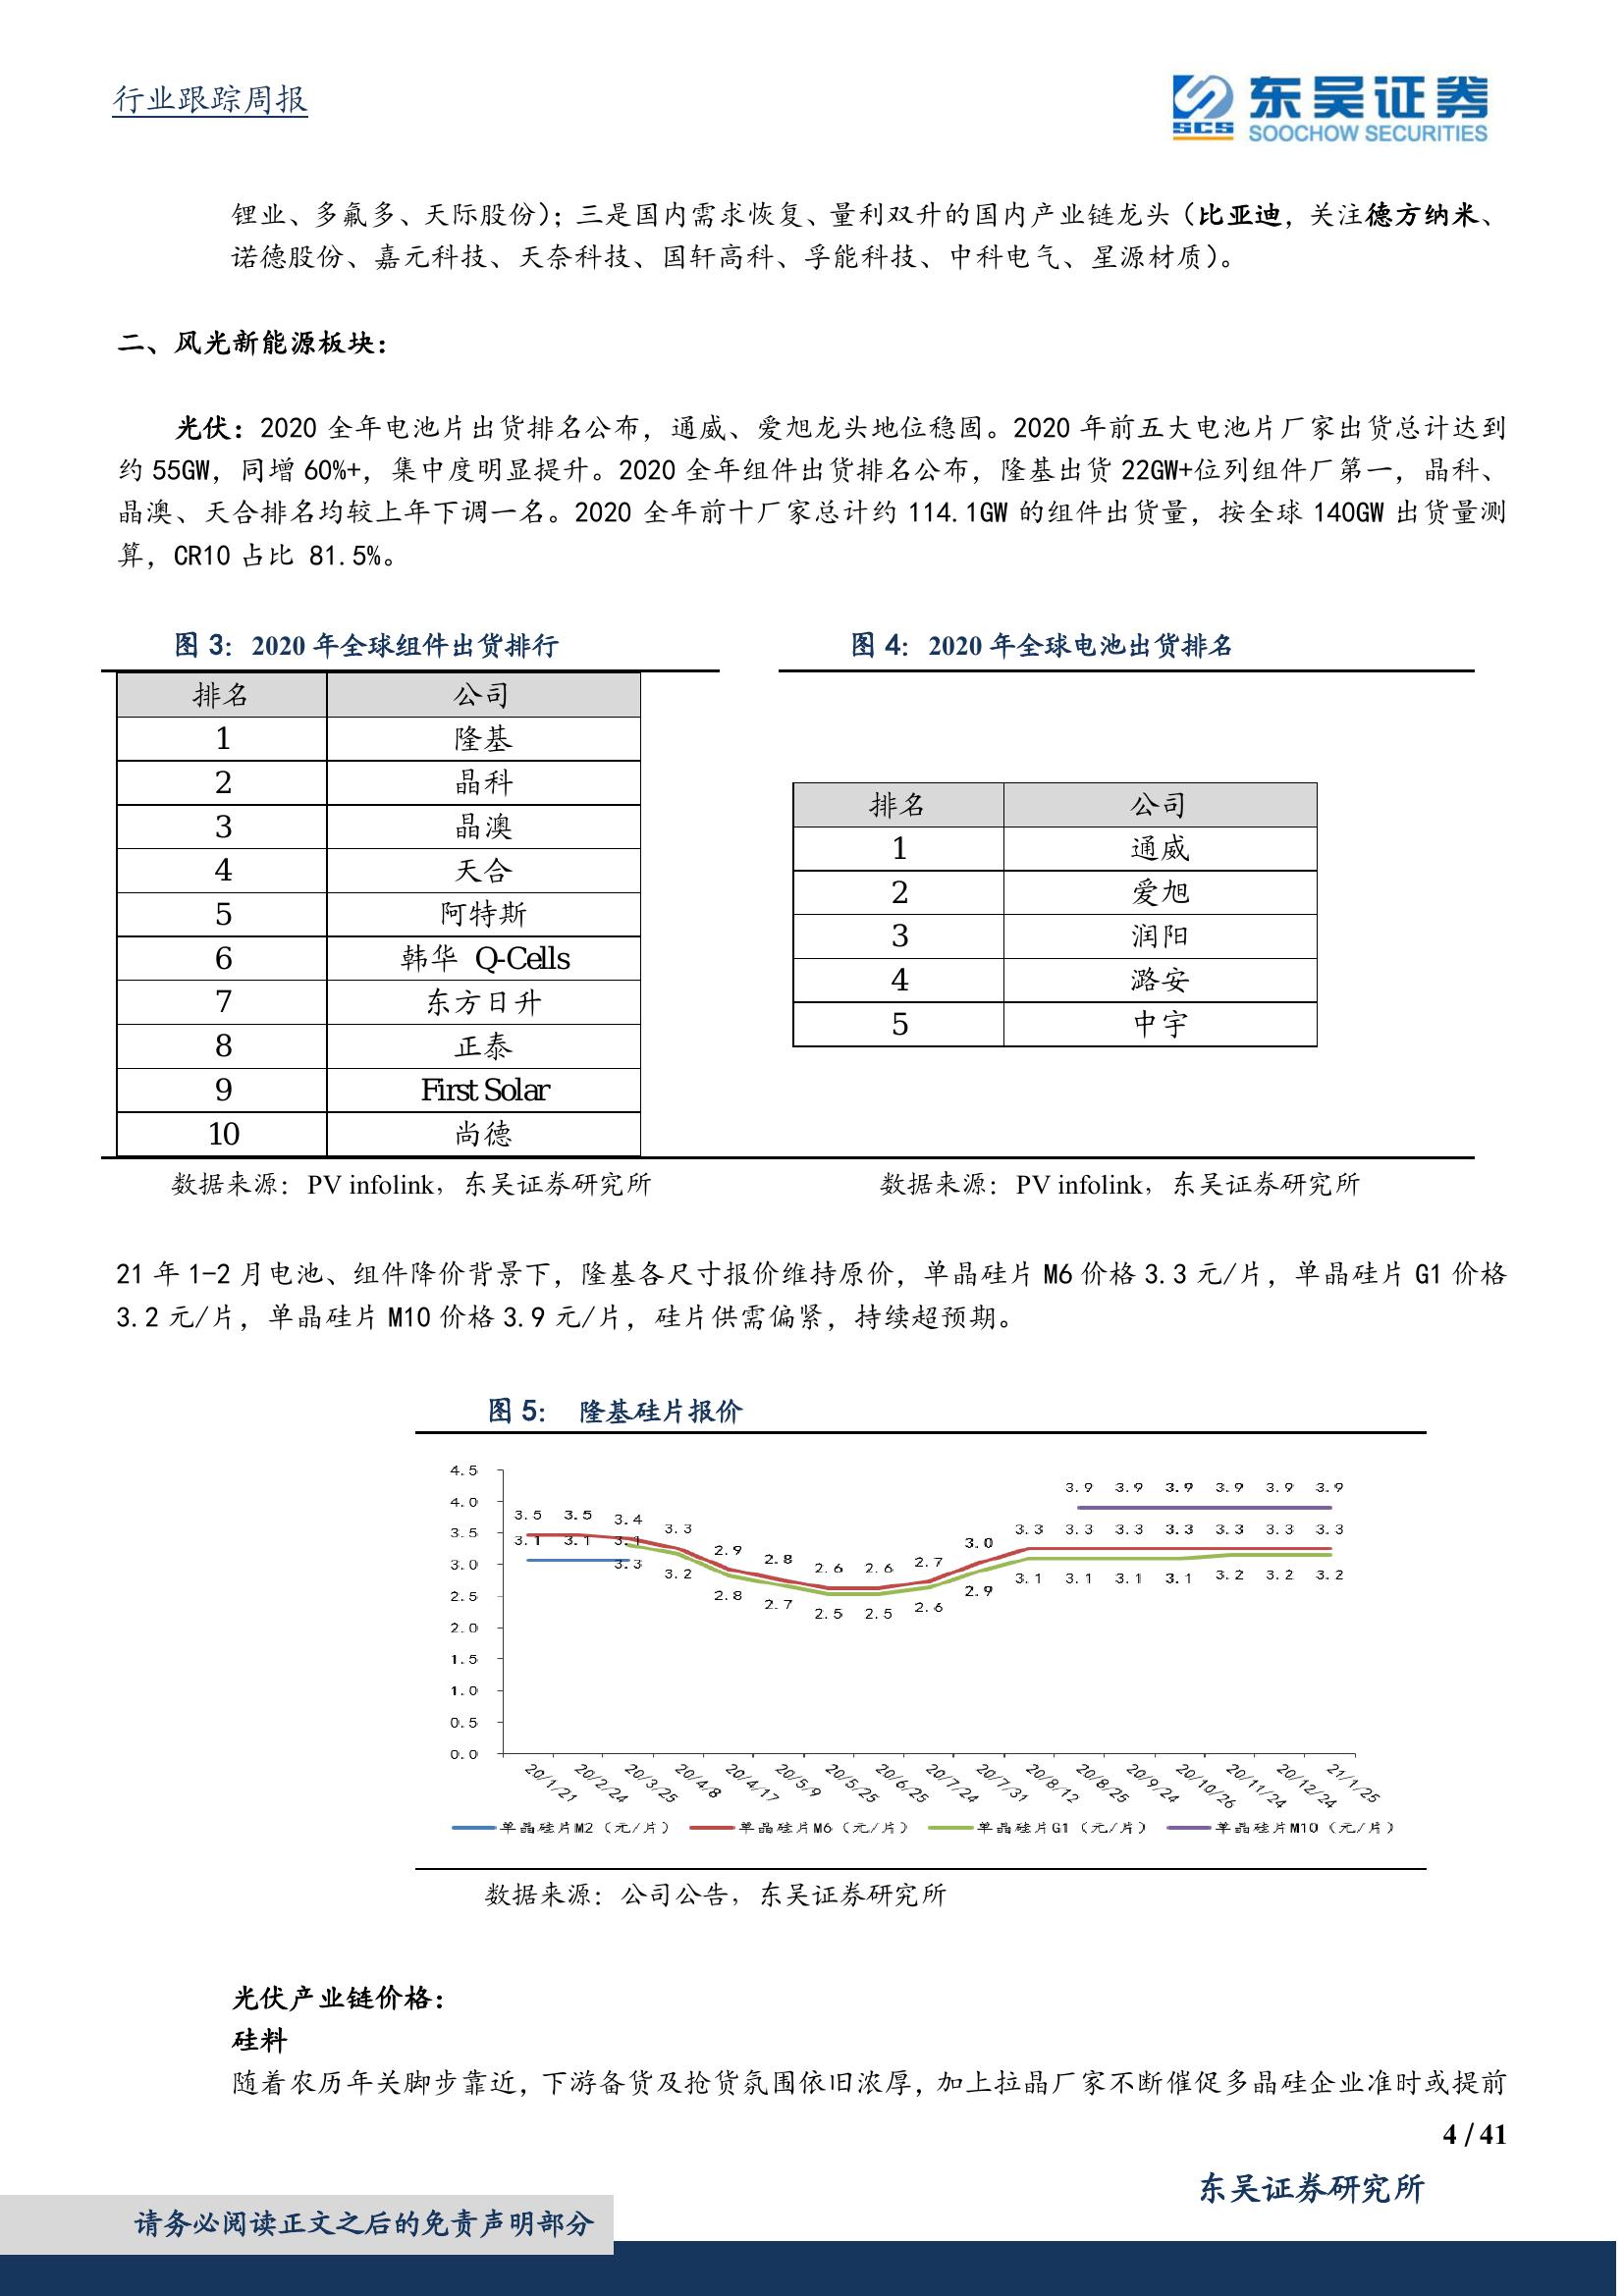 行业跟踪周报
SCS 东吴证券
SOOCHOW SECURITIES
锂业、多氟多、天际股份）；三是国内需求恢复、量利双升的国内产业链龙头（比亚迪，关注德方纳米、
诺德股份、嘉元科技、天奈科技、国轩高科、孚能科技、中科电气、星源材质）。
二、风光新能源板块：
光伏：2020 全年电池片出货排名公布，通威、爱旭龙头地位稳固。2020 年前五大电池片厂家出货总计达到
约 55GW，同增 60%+，集中度明显提升。2020 全年组件出货排名公布，隆基出货 22GW+位列组件厂第一，晶科、
晶澳、天合排名均较上年下调一名。2020 全年前十厂家总计约 114.1GW 的组件出货量，按全球 140GW 出货量测
算，CR10 占比 81.5%。
图 3：2020 年全球组件出货排行
排名 公司
1 隆基
2 晶科
3 晶澳
4 天合
5 阿特斯
6 韩华 Q-Cells
7 东方日升
8 正泰
9 First Solar
10 尚德
数据来源：PV infolink，东吴证券研究所
图 4：2020 年全球电池出货排名
排名 公司
1 通威
2 爱旭
3 润阳
4 潞安
5 中宇
数据来源：PV infolink，东吴证券研究所
21 年 1-2 月电池、组件降价背景下，隆基各尺寸报价维持原价，单晶硅片 M6 价格 3.3 元/片，单晶硅片 G1 价格
3.2 元/片，单晶硅片 M10 价格 3.9 元/片，硅片供需偏紧，持续超预期。
图 5： 隆基硅片报价
4.5
4.0
3.5
3.0
2.5
2.0
1.5
1.0
0.5
0.0
3.9 3.9 3.9 3.9 3.9 3.9
3.5 3.5 3.4 3.3 2.9 2.8 2.6 2.6 2.7 3.0 3.3 3.3 3.3 3.3 3.3 3.3 3.3
3.1 3.1 3.1
3.3 3.2 2.8 2.7 2.5 2.5 2.6 2.9 3.1 3.1 3.1 3.1 3.2 3.2 3.2
20/1/21 20/2/24 20/3/25 20/4/8 20/4/17 20/5/9 20/5/25 20/6/25 20/7/24 20/7/31 20/8/12 20/8/25 20/9/24 20/10/26 20/11/24 20/12/24 21/1/25
单晶硅片M2（元/片） 单晶硅片M6（元/片） 单晶硅片G1（元/片） 单晶硅片M10（元/片）
数据来源：公司公告，东吴证券研究所
光伏产业链价格：
硅料
随着农历年关脚步靠近，下游备货及抢货氛围依旧浓厚，加上拉晶厂家不断催促多晶硅企业准时或提前
4 / 41
东吴证券研究所
请务必阅读正文之后的免责声明部分